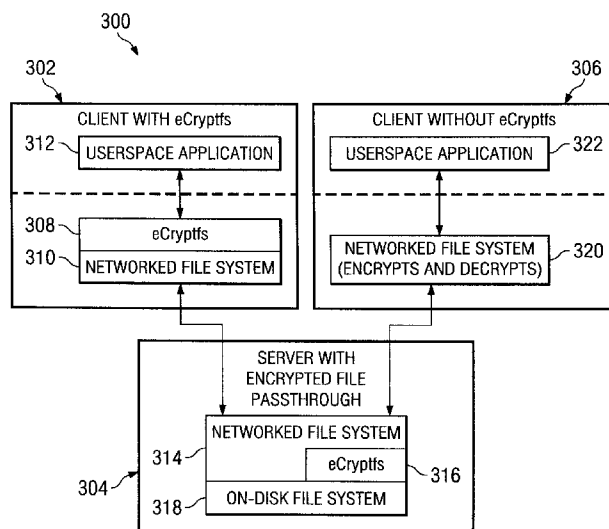 300
302
306
CLIENT WITH eCryptfs
CLIENT WITHOUT eCryptfs
312
USERSPACE APPLICATION
USERSPACE APPLICATION
322
308
eCryptfs
310
NETWORKED FILE SYSTEM
NETWORKED FILE SYSTEM
(ENCRYPTS AND DECRYPTS)
320
SERVER WITH
ENCRYPTED FILE
PASSTHROUGH
NETWORKED FILE SYSTEM
314
eCryptfs
316
304
318
ON-DISK FILE SYSTEM